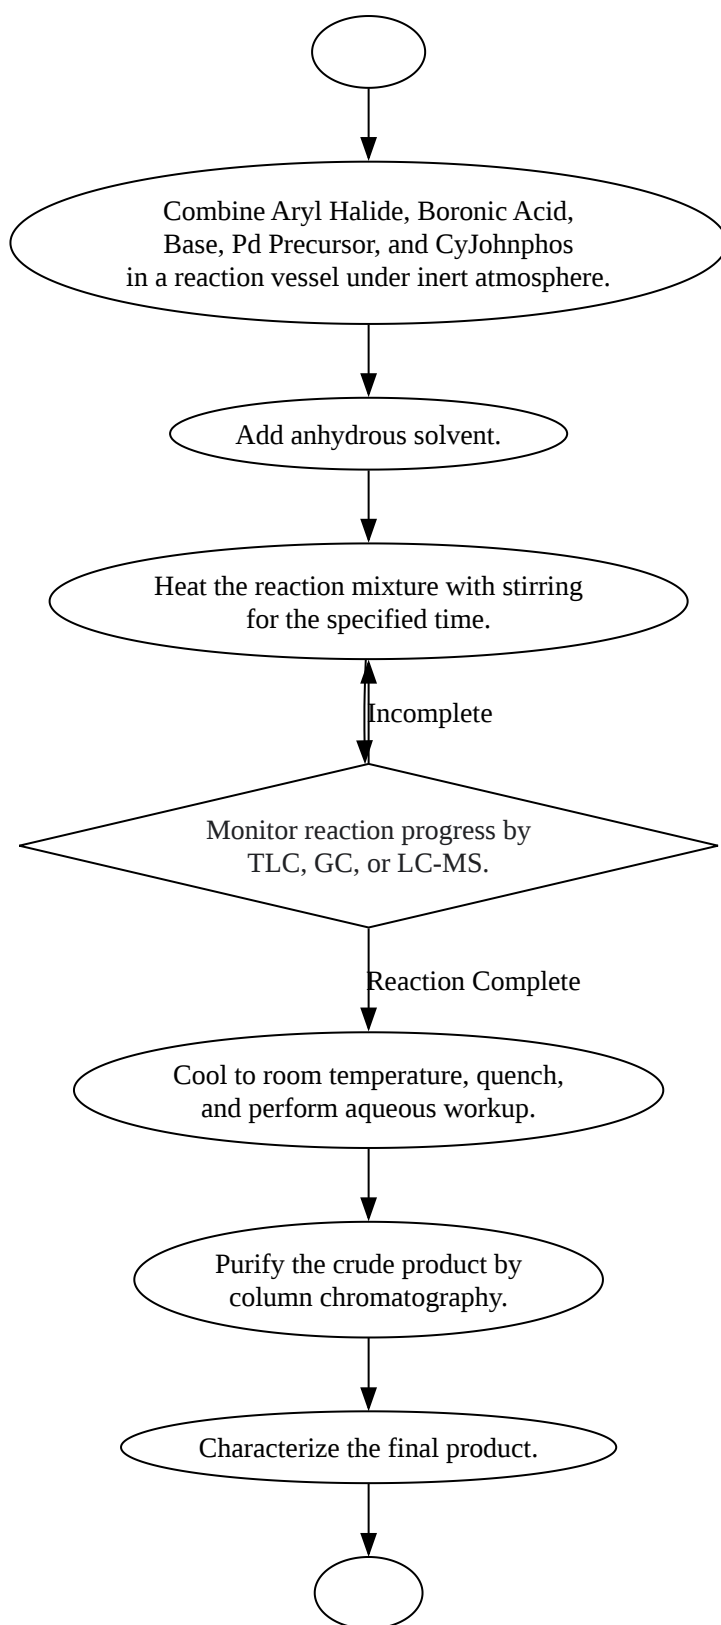 Combine Aryl Halide, Boronic Acid,
Base, Pd Precursor, and CyJohnphos
in a reaction vessel under inert atmosphere.
Add anhydrous solvent.
Heat the reaction mixture with stirring
for the specified time.
Incomplete
Monitor reaction progress by
TLC, GC, or LC-MS.
Reaction Complete
Cool to room temperature, quench,
and perform aqueous workup.
Purify the crude product by
column chromatography.
Characterize the final product.